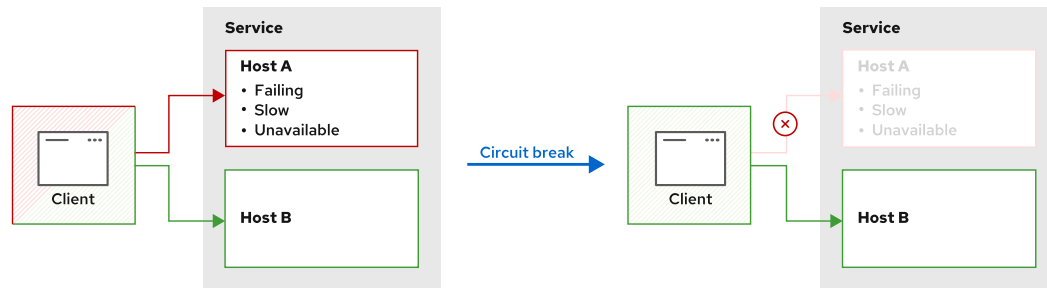 Service
Host A
• Failing
• Slow
• Unavailable
Client
Host B
Circuit break
Service
Host A
• Failing
• Slow
• Unavailable
Client
Host B